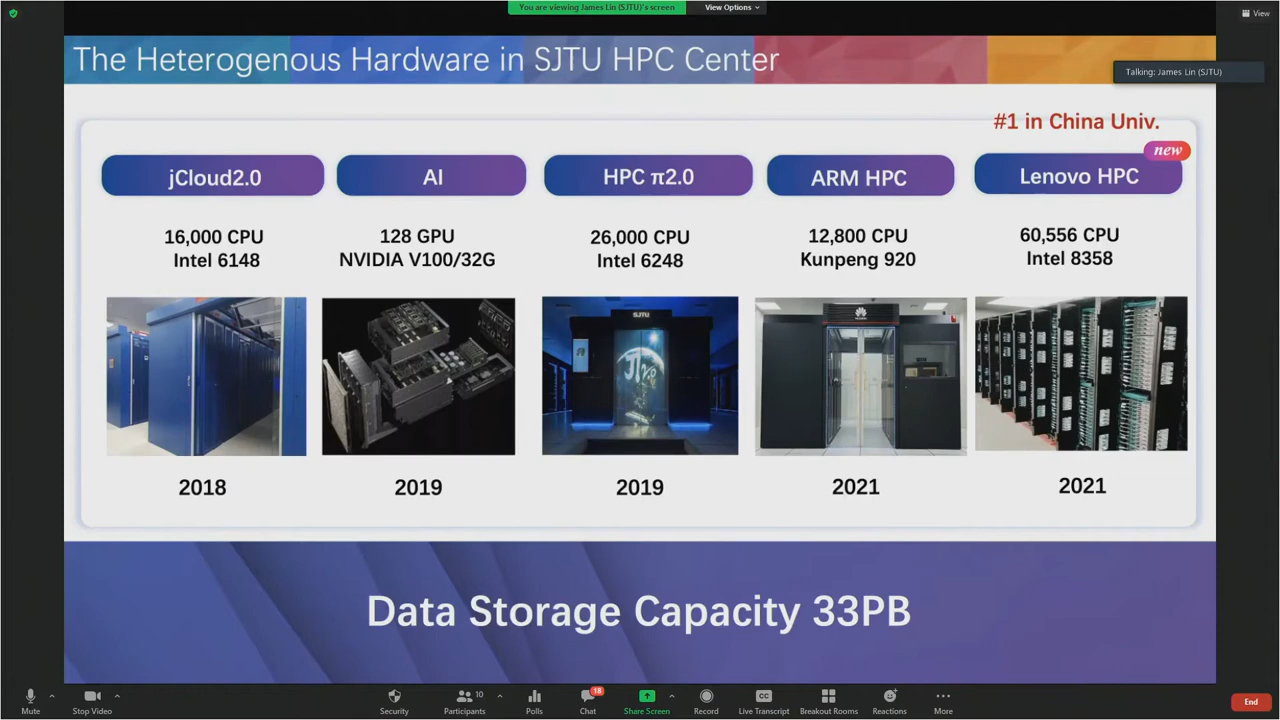 You are viewing James Lin (SJTU)'s screen
View Options
View
The Heterogenous Hardware in SJTU HPC Center
Talking: James Lin (SJTU)
#1 in China Univ.
new
jCloud2.0
AI
HPC π2.0
ARM HPC
Lenovo HPC
16,000 CPU
Intel 6148
128 GPU
NVIDIA V100/32G
26,000 CPU
Intel 6248
12,800 CPU
Kunpeng 920
60,556 CPU
Intel 8358
SJTU
π2.0
2018
2019
2019
2021
2021
Data Storage Capacity 33PB
Mute
Stop Video
Security
Participants
10
Polls
Chat
18
Share Screen
Record
CC
Live Transcript
Breakout Rooms
Reactions
More
End